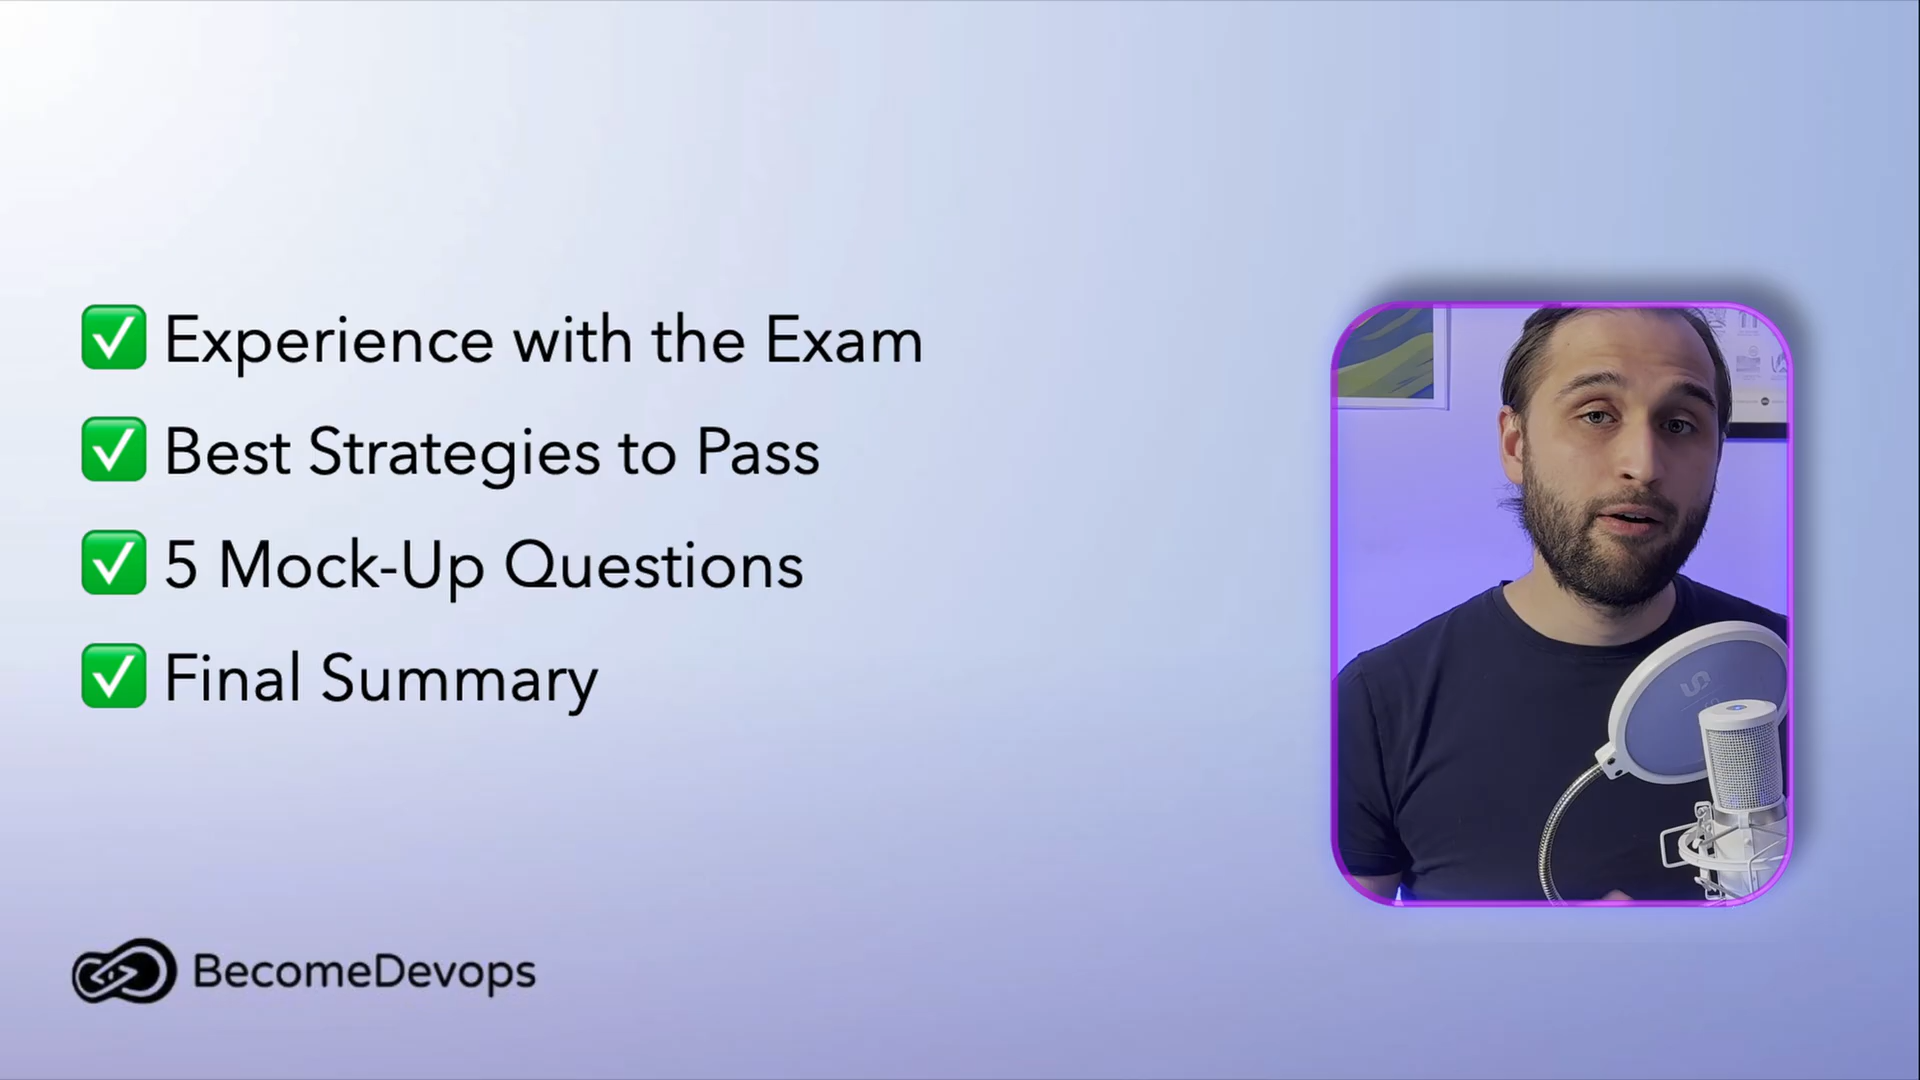 ✅ Experience with the Exam
✅ Best Strategies to Pass
✅ 5 Mock-Up Questions
✅ Final Summary
BecomeDevops